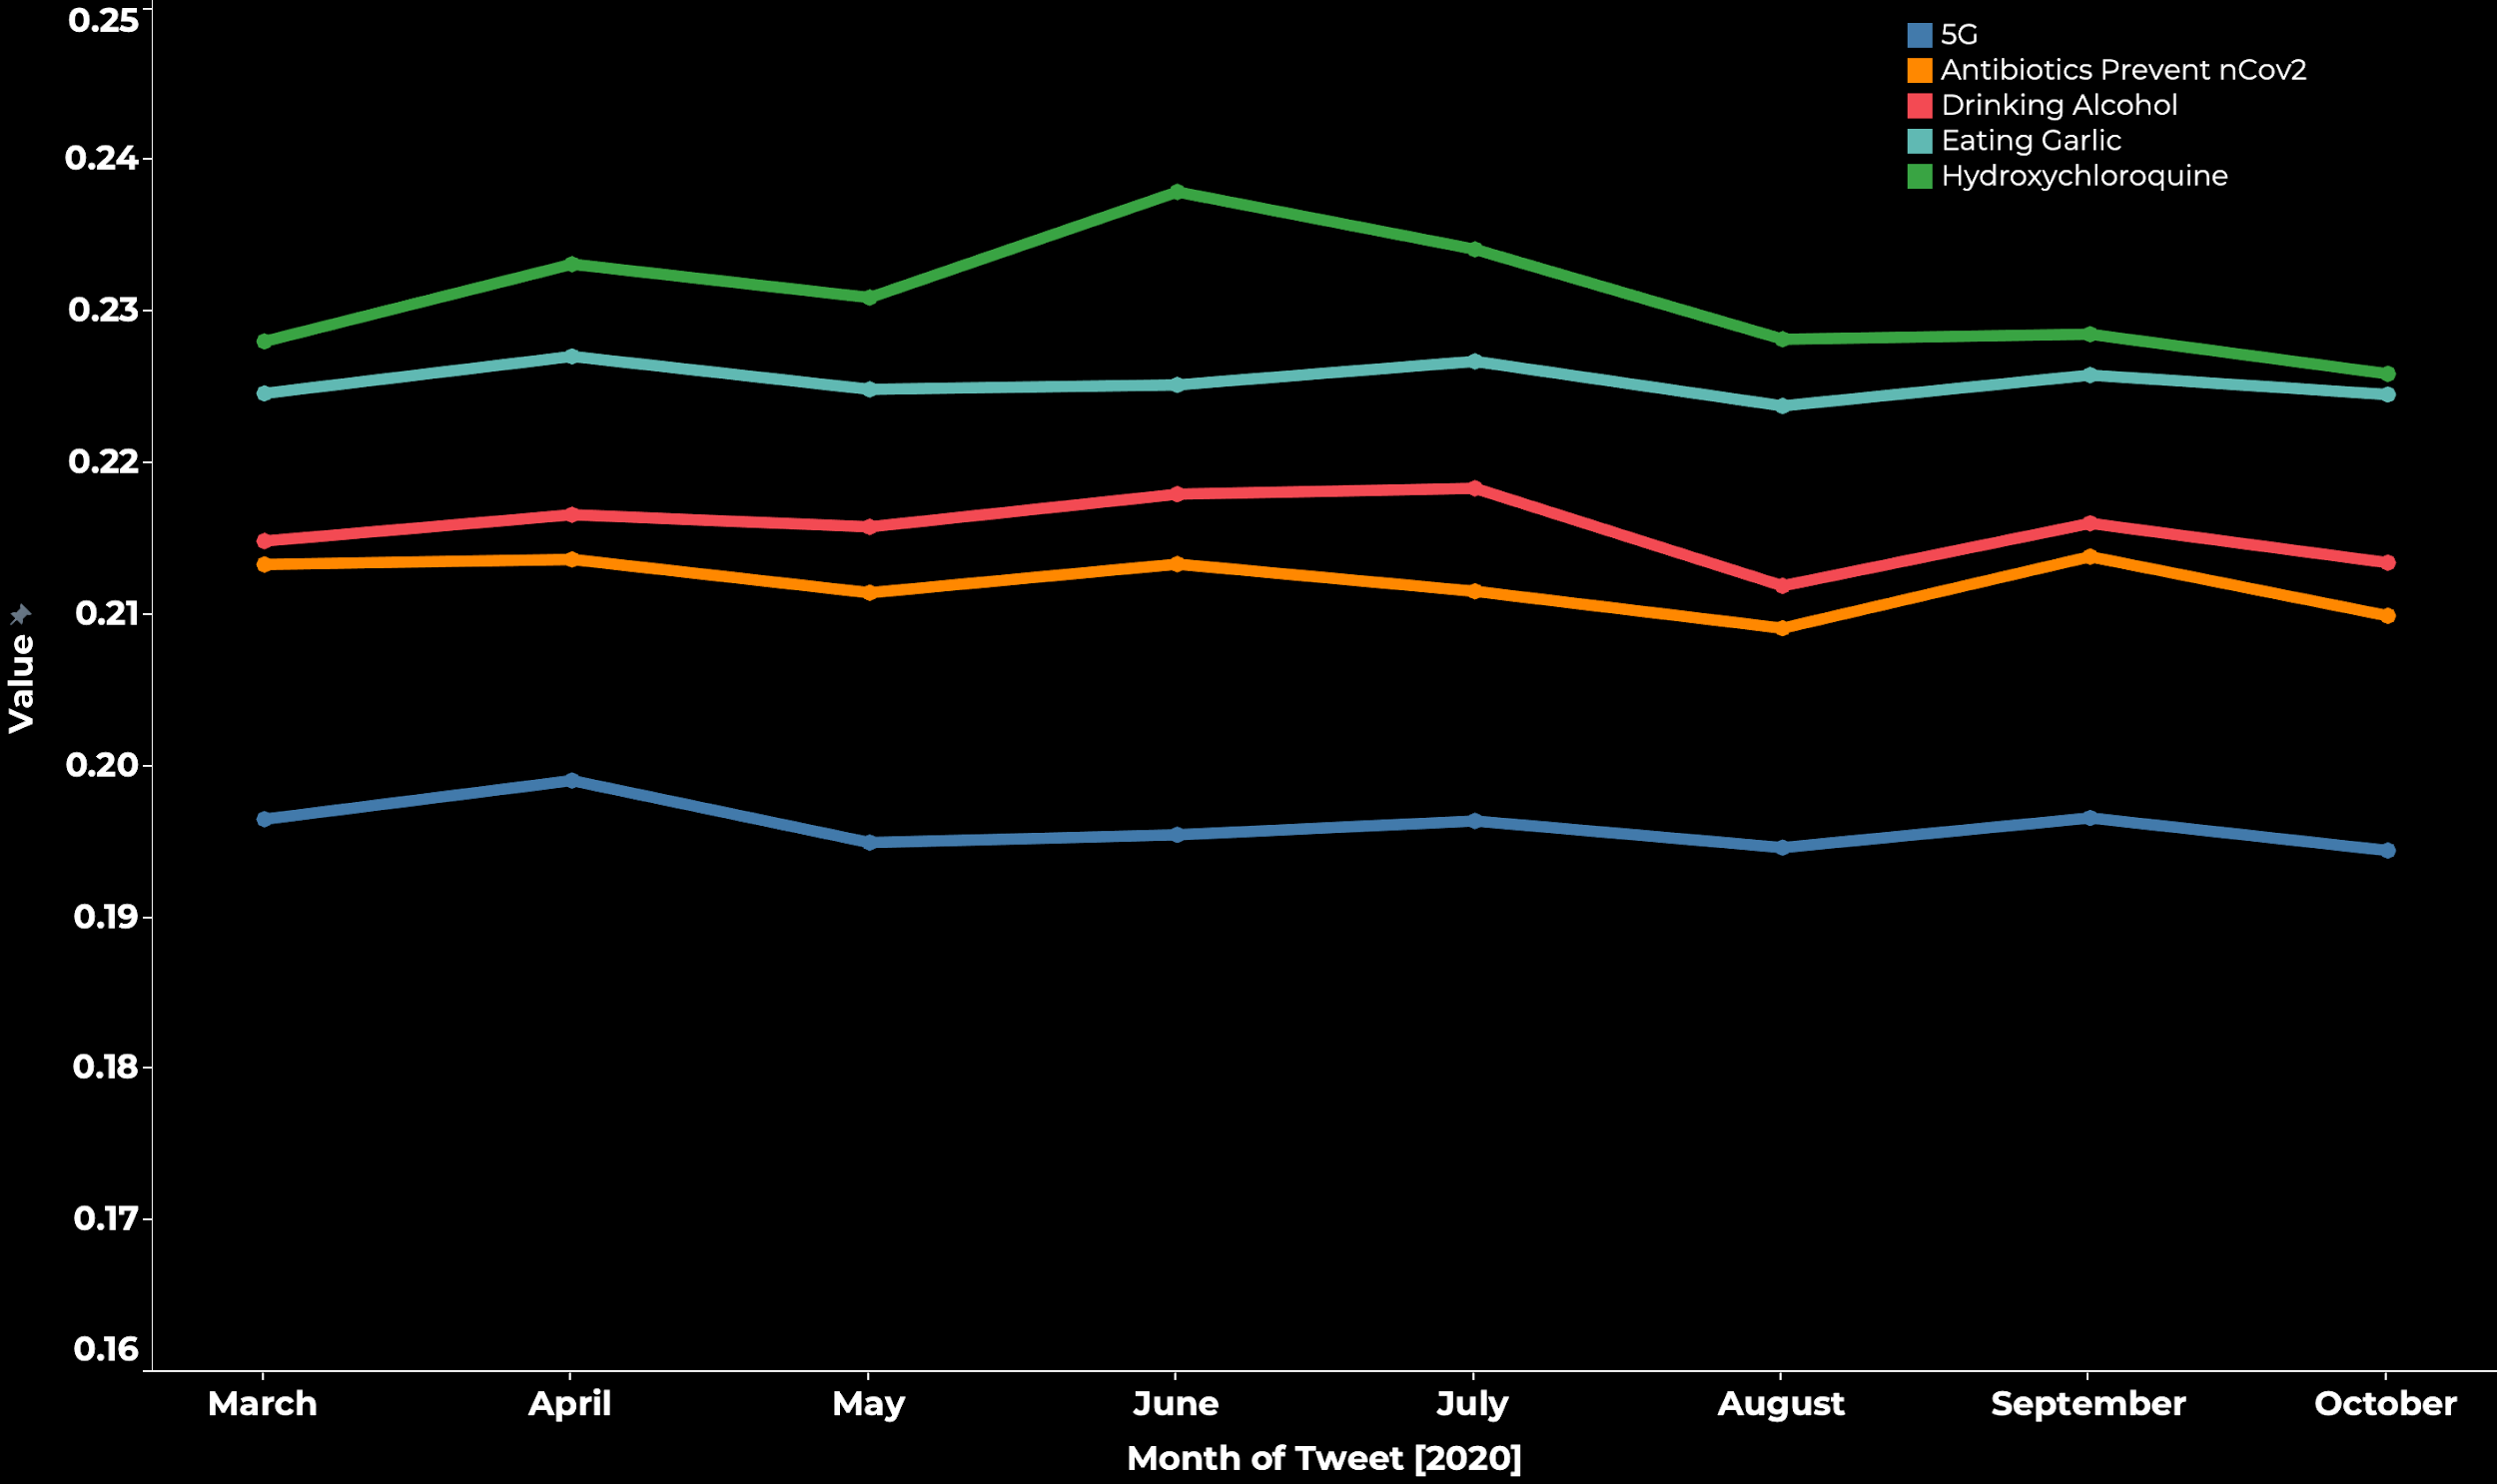 0.25
0.24
0.23
0.22
0.21
0.20
0.19
0.18
0.17
0.16
Value
5G
Antibiotics Prevent nCov2
Drinking Alcohol
Eating Garlic
Hydroxychloroquine
March April May June July August September October
Month of Tweet [2020]